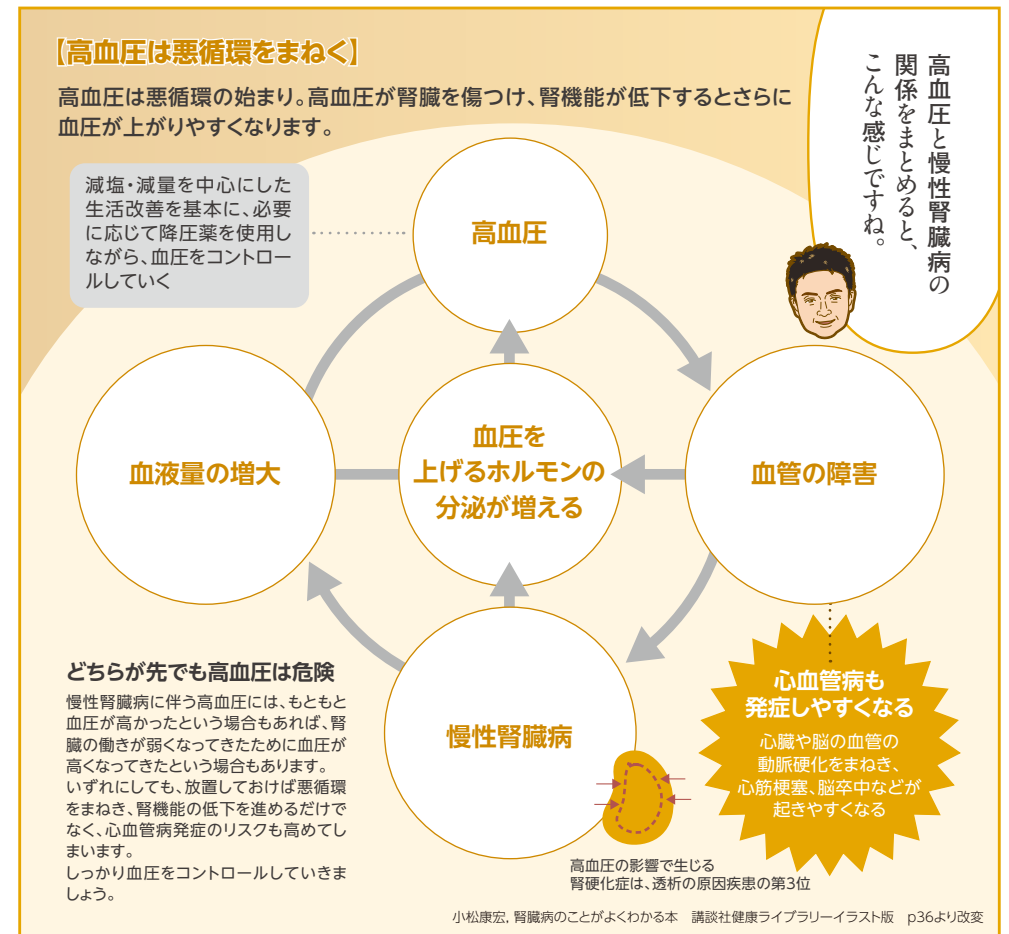 【高血圧は悪循環をまねく】
高血圧は悪循環の始まり。高血圧が腎臓を傷つけ、腎機能が低下するとさらに
血圧が上がりやすくなります。
高血圧と慢性腎臓病の
関係をまとめると、
こんな感じですね。
減塩・減量を中心にした
生活改善を基本に、必要
に応じて降圧薬を使用し
ながら、血圧をコントロー
ルしていく
高血圧
血液量の増大
血圧を
上げるホルモンの
分泌が増える
血管の障害
慢性腎臓病
どちらが先でも高血圧は危険
慢性腎臓病に伴う高血圧には、もともと
血圧が高かったという場合もあれば、腎
臓の働きが弱くなってきたために血圧が
高くなってきたという場合もあります。
いずれにしても、放置しておけば悪循環
をまねき、腎機能の低下を進めるだけで
なく、心血管病発症のリスクも高めてし
まいます。
しっかり血圧をコントロールしていきま
しょう。
心血管病も
発症しやすくなる
心臓や脳の血管の
動脈硬化をまねき、
心筋梗塞、脳卒中などが
起きやすくなる
高血圧の影響で生じる
腎硬化症は、透析の原因疾患の第3位
小松康宏, 腎臓病のことがよくわかる本　講談社健康ライブラリーイラスト版　p36より改変